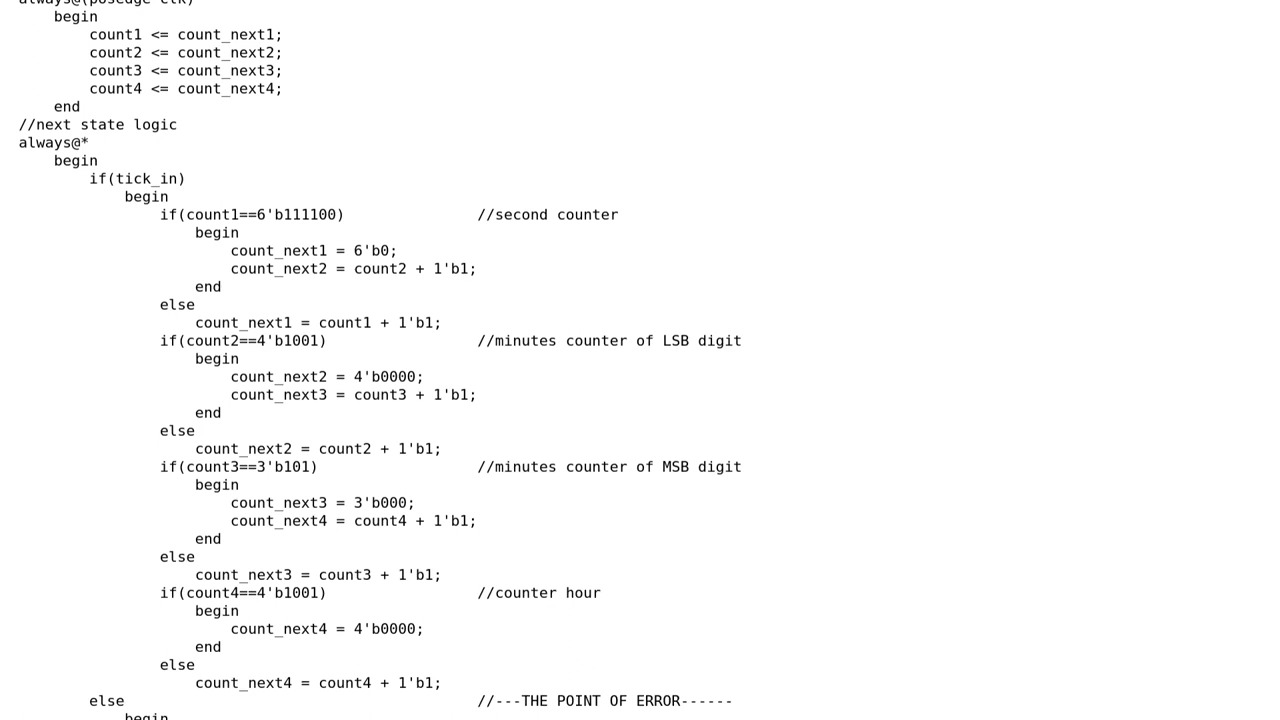 always@(posedge clk)
begin
count1 <= count_next1;
count2 <= count_next2;
count3 <= count_next3;
count4 <= count_next4;
end
//next state logic
always@*
begin
if(tick_in)
begin
if(count1==6'b111100) //second counter
begin
count_next1 = 6'b0;
count_next2 = count2 + 1'b1;
end
else
count_next1 = count1 + 1'b1;
if(count2==4'b1001) //minutes counter of LSB digit
begin
count_next2 = 4'b0000;
count_next3 = count3 + 1'b1;
end
else
count_next2 = count2 + 1'b1;
if(count3==3'b101) //minutes counter of MSB digit
begin
count_next3 = 3'b000;
count_next4 = count4 + 1'b1;
end
else
count_next3 = count3 + 1'b1;
if(count4==4'b1001) //counter hour
begin
count_next4 = 4'b0000;
end
else
count_next4 = count4 + 1'b1;
else //---THE POINT OF ERROR------
begin